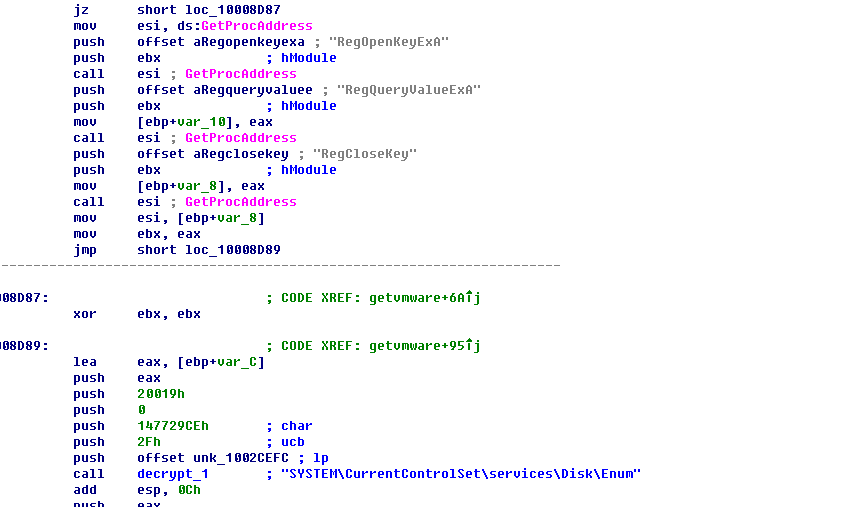 jz short loc_10008D87
mov esi, ds:GetProcAddress
push offset aRegopenkeyexa ; "RegOpenKeyExA"
push ebx ; hModule
call esi ; GetProcAddress
push offset aRegqueryvaluee ; "RegQueryValueExA"
push ebx ; hModule
mov [ebp+var_10], eax
call esi ; GetProcAddress
push offset aRegclosekey ; "RegCloseKey"
push ebx ; hModule
mov [ebp+var_8], eax
call esi ; GetProcAddress
mov esi, [ebp+var_8]
mov ebx, eax
jmp short loc_10008D89
08D87: ; CODE XREF: getvmware+6A↑j
xor ebx, ebx
08D89: ; CODE XREF: getvmware+95↑j
lea eax, [ebp+var_C]
push eax
push 20019h
push 0
push 147729CEh ; char
push 2Fh ; ucb
push offset unk_1002CEFC ; lp
call decrypt_1 ; "SYSTEM\CurrentControlSet\services\Disk\Enum"
add esp, 0Ch
push eax